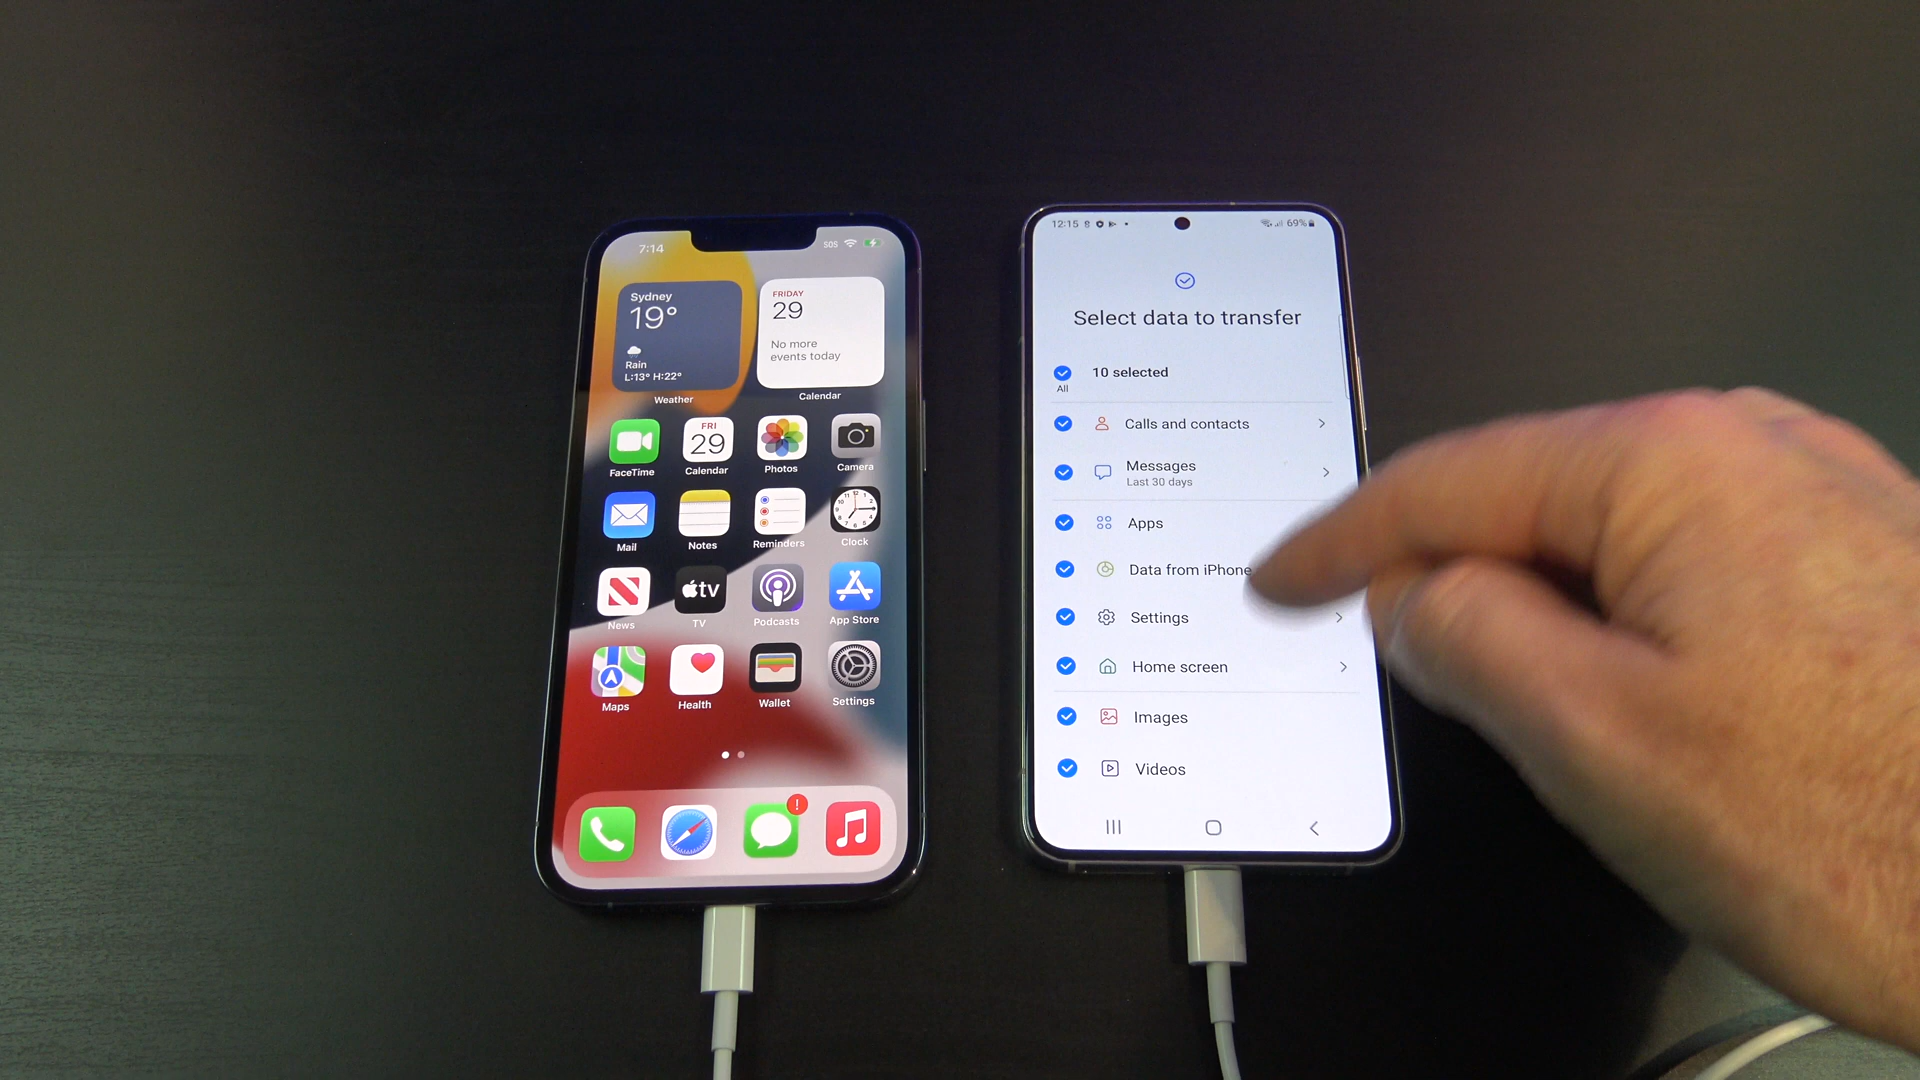 7:14
SOS
Sydney
19°
Rain
L:13° H:22°
Weather
FRIDAY
29
No more
events today
Calendar
FaceTime
FRI
29
Calendar
Photos
Camera
Mail
Notes
Reminders
Clock
News
tv
TV
Podcasts
App Store
Maps
Health
Wallet
Settings
!
12:15
69%
Select data to transfer
All
10 selected
Calls and contacts
Messages
Last 30 days
Apps
Data from iPhone
Settings
Home screen
Images
Videos